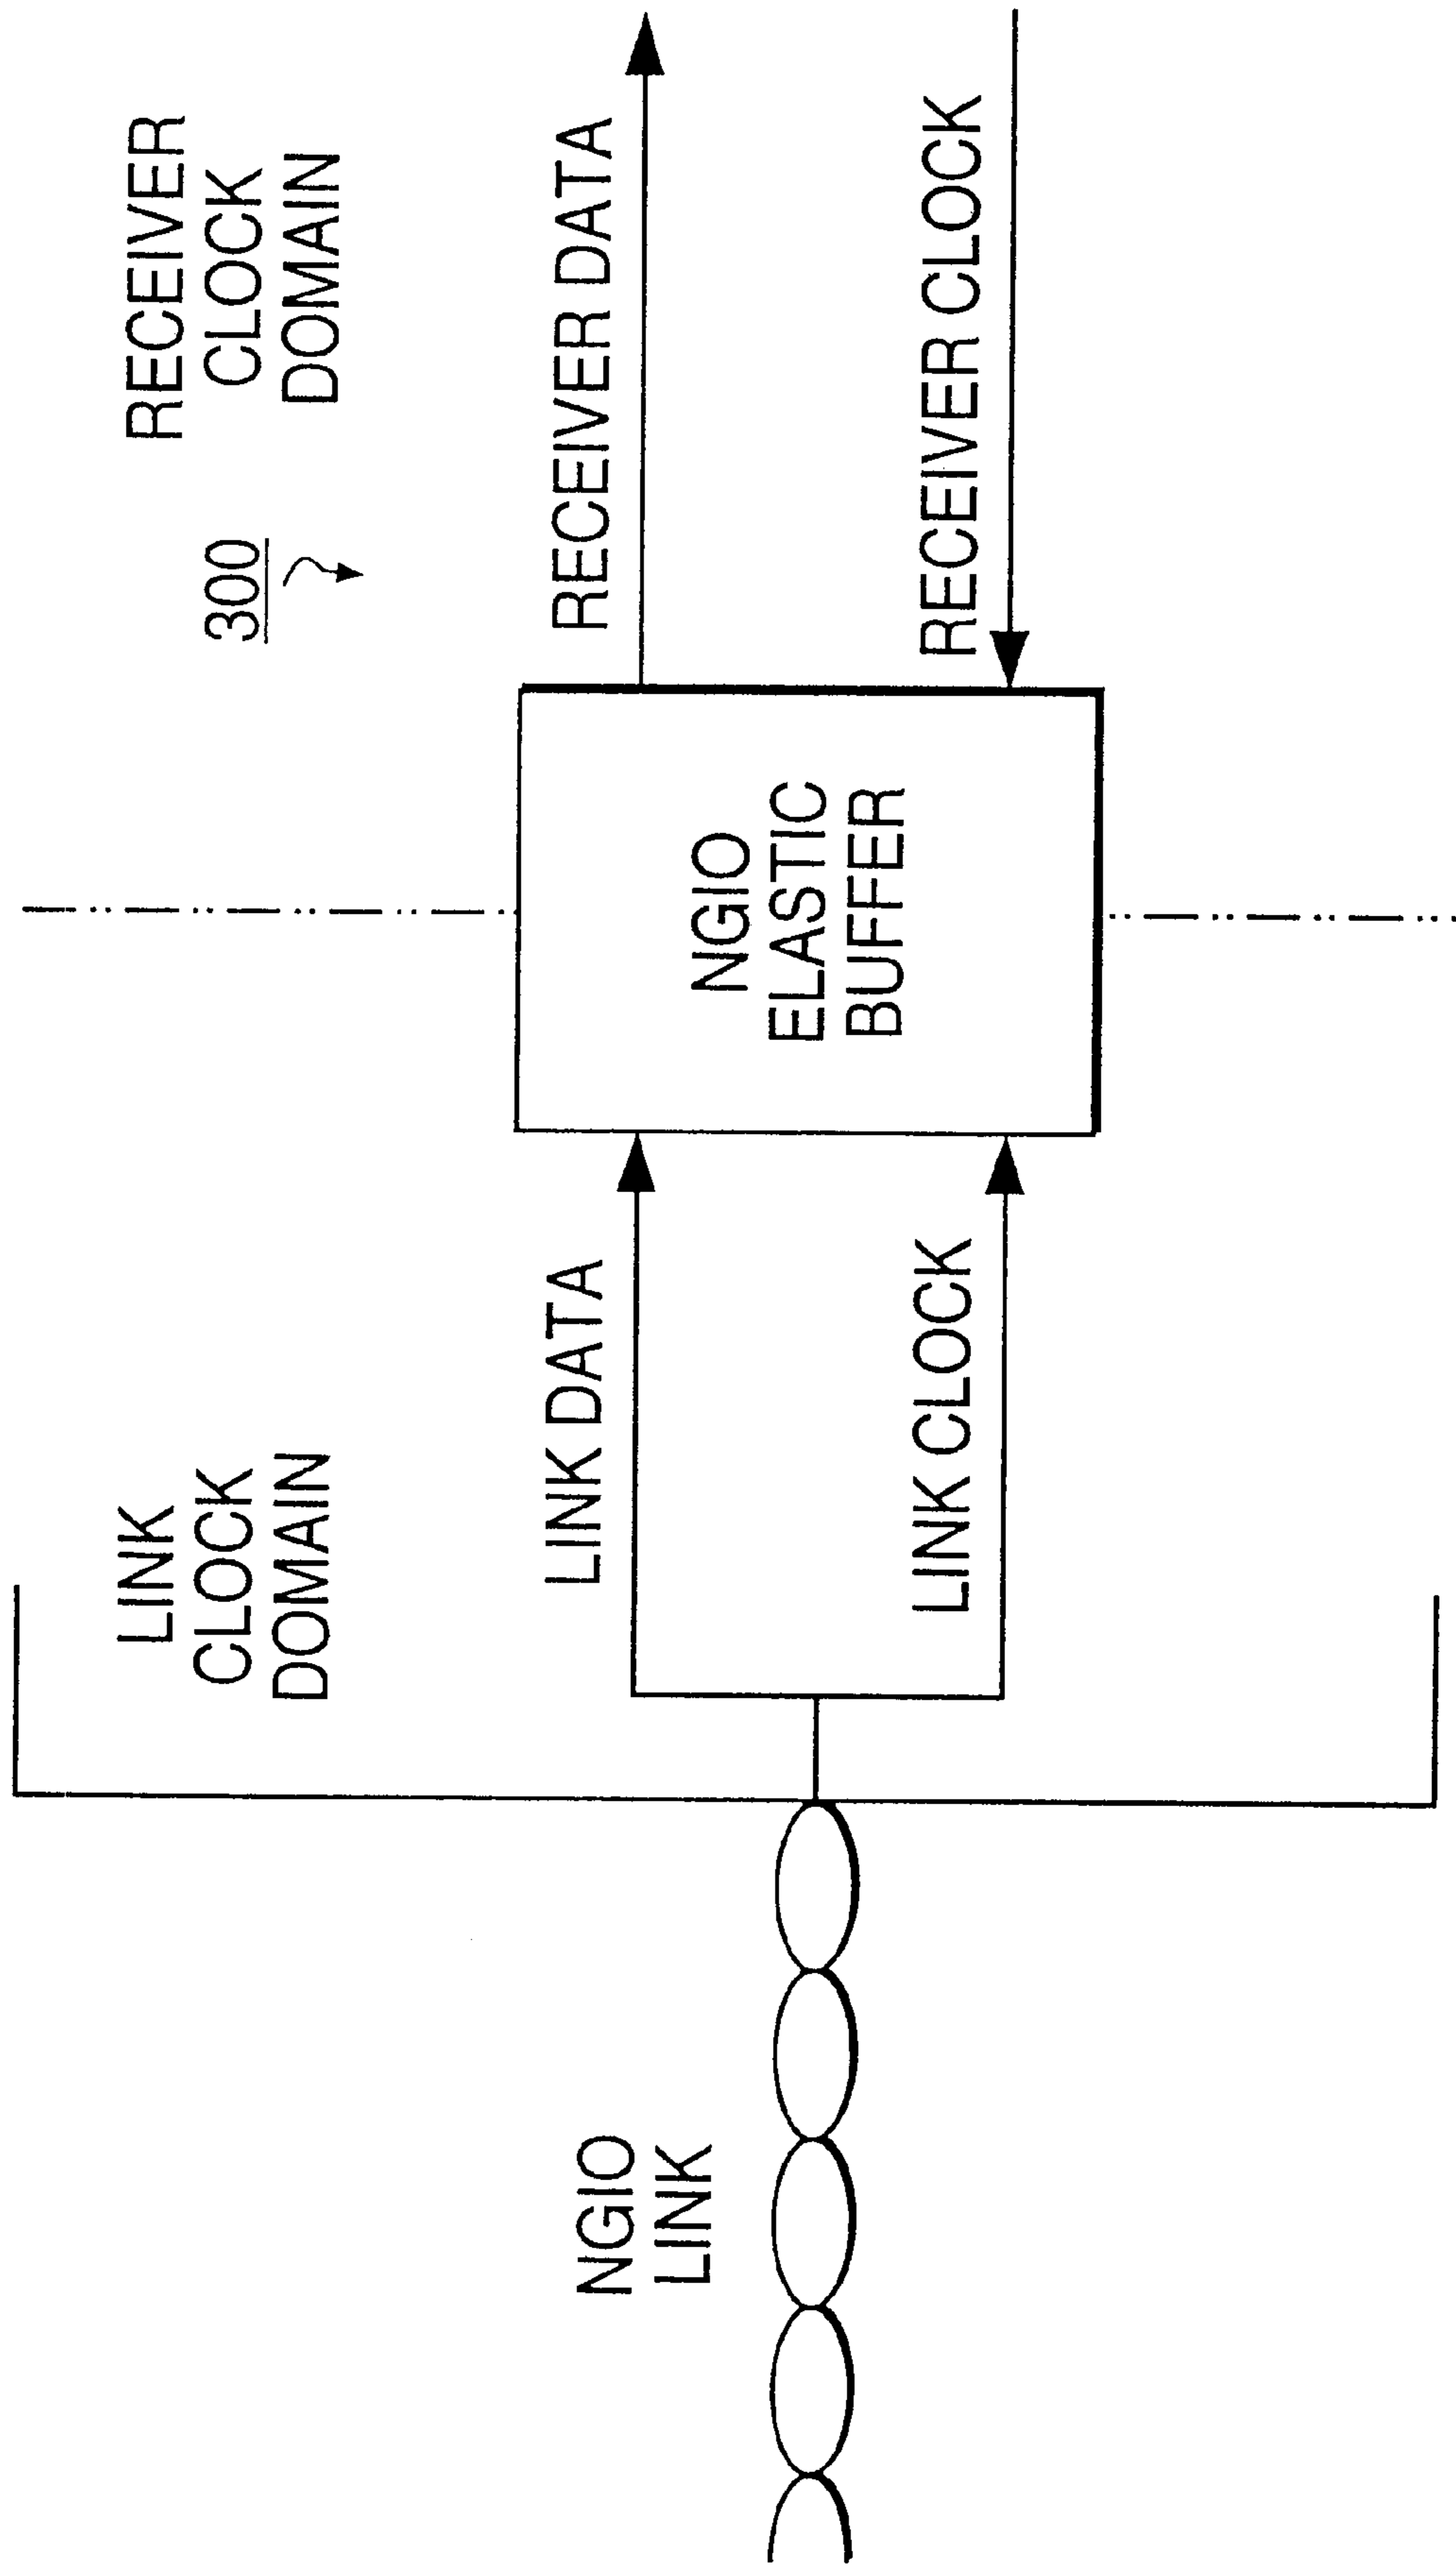 LINK
CLOCK
DOMAIN
300
RECEIVER
CLOCK
DOMAIN
NGIO
LINK
LINK DATA
LINK CLOCK
NGIO
ELASTIC
BUFFER
RECEIVER DATA
RECEIVER CLOCK